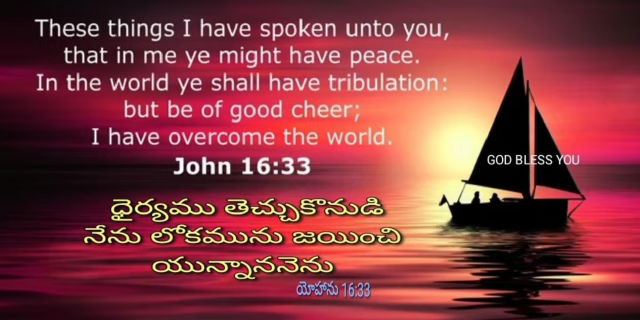 These things I have spoken unto you,
that in me ye might have peace.
In the world ye shall have tribulation:
but be of good cheer;
I have overcome the world.
John 16:33
GOD BLESS YOU
ధైర్యము తెచ్చుకొనుడి
నేను లోకమును జయించి
యున్నాననెను
యోహాను 16:33